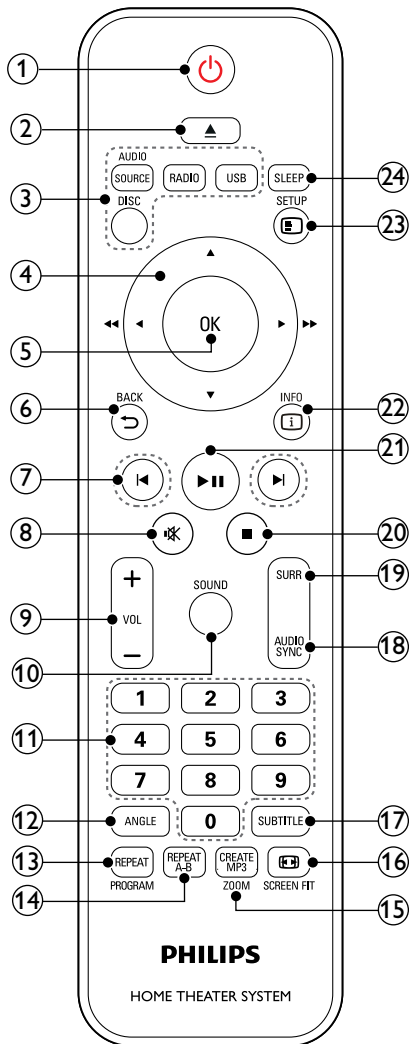 1
2
AUDIO
SOURCE RADIO USB SLEEP 24
3 DISC SETUP
23
4
OK
5
6 BACK INFO 22
i
21
7
8 20
+ SURR 19
9 VOL SOUND
– AUDIO
SYNC 18
10
1 2 3
11 4 5 6
7 8 9
12 ANGLE 0 SUBTITLE 17
13 REPEAT REPEAT
A-B CREATE
MP3 16
PROGRAM 14 ZOOM SCREEN FIT
15
PHILIPS
HOME THEATER SYSTEM